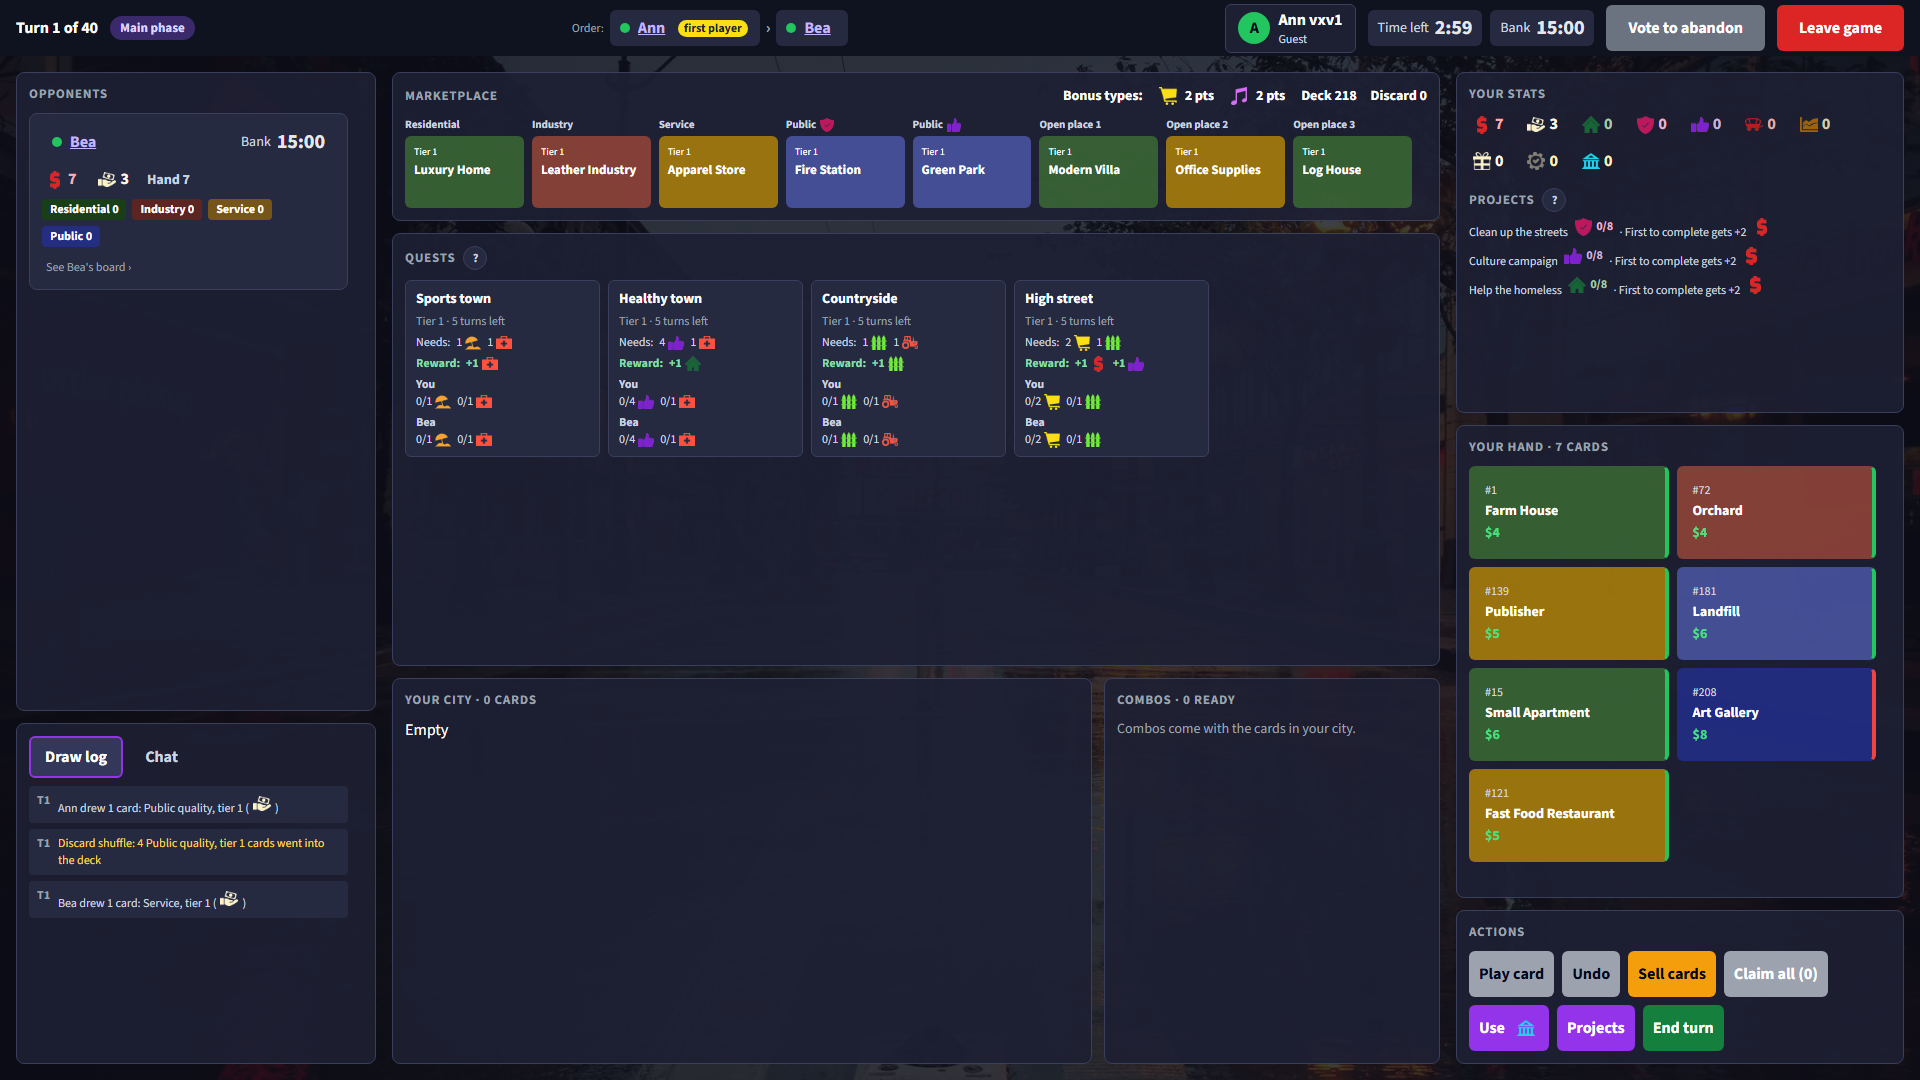 Turn 1 of 40 Main phase
Order: Ann first player › Bea
A Ann vxv1
Guest
Time left 2:59 Bank 15:00 Vote to abandon Leave game
OPPONENTS
Bea Bank 15:00
7 3 Hand 7
Residential 0 Industry 0 Service 0
Public 0
See Bea's board ›
Draw log Chat
T1 Ann drew 1 card: Public quality, tier 1 ( )
T1 Discard shuffle: 4 Public quality, tier 1 cards went into
the deck
T1 Bea drew 1 card: Service, tier 1 ( )
MARKETPLACE Bonus types: 2 pts 2 pts Deck 218 Discard 0
Residential Industry Service Public Public Open place 1 Open place 2 Open place 3
Tier 1 Tier 1 Tier 1 Tier 1 Tier 1 Tier 1 Tier 1 Tier 1
Luxury Home Leather Industry Apparel Store Fire Station Green Park Modern Villa Office Supplies Log House
QUESTS ?
Sports town
Tier 1 · 5 turns left
Needs: 1 1
Reward: +1
You
0/1 0/1
Bea
0/1 0/1
Healthy town
Tier 1 · 5 turns left
Needs: 4 1
Reward: +1
You
0/4 0/1
Bea
0/4 0/1
Countryside
Tier 1 · 5 turns left
Needs: 1 1
Reward: +1
You
0/1 0/1
Bea
0/1 0/1
High street
Tier 1 · 5 turns left
Needs: 2 1
Reward: +1 +1
You
0/2 0/1
Bea
0/2 0/1
YOUR CITY · 0 CARDS
Empty
COMBOS · 0 READY
Combos come with the cards in your city.
YOUR STATS
7 3 0 0 0 0 0
0 0 0
PROJECTS ?
Clean up the streets 0/8 · First to complete gets +2
Culture campaign 0/8 · First to complete gets +2
Help the homeless 0/8 · First to complete gets +2
YOUR HAND · 7 CARDS
#1
Farm House
$4
#72
Orchard
$4
#139
Publisher
$5
#181
Landfill
$6
#15
Small Apartment
$6
#208
Art Gallery
$8
#121
Fast Food Restaurant
$5
ACTIONS
Play card Undo Sell cards Claim all (0)
Use Projects End turn